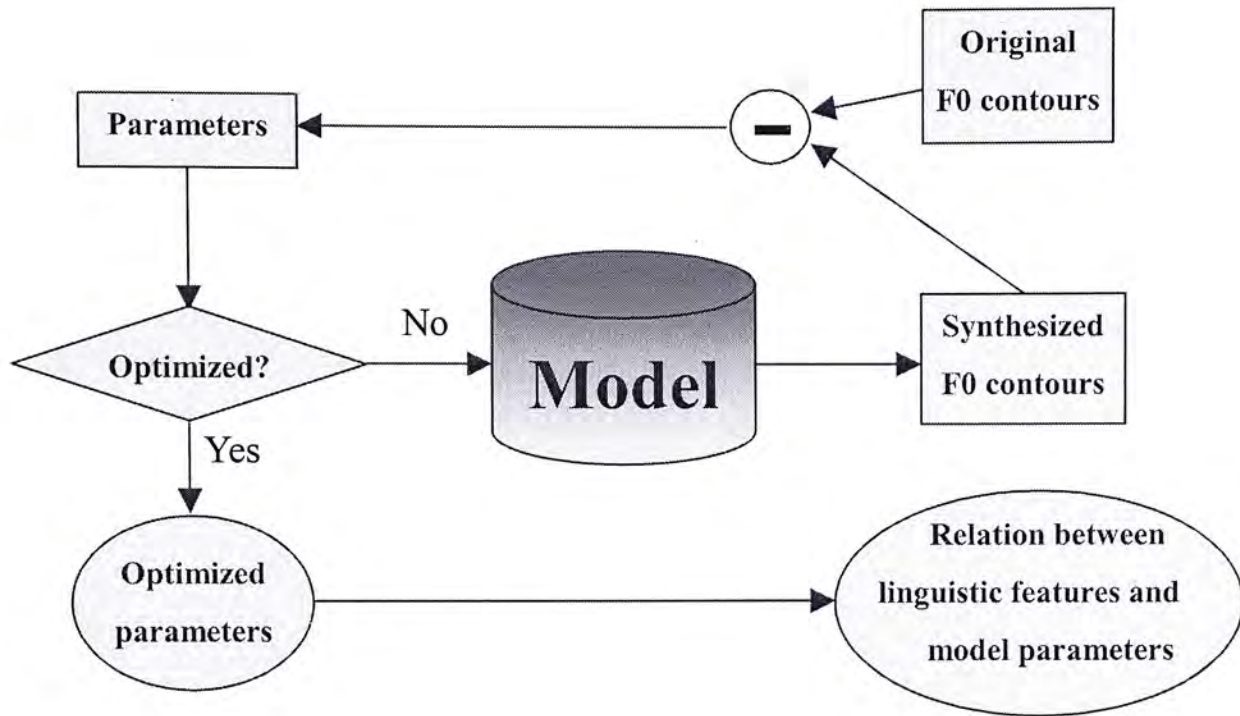 Original
F0 contours
Parameters
−
Optimized?
No
Model
Synthesized
F0 contours
Yes
Optimized
parameters
Relation between
linguistic features and
model parameters